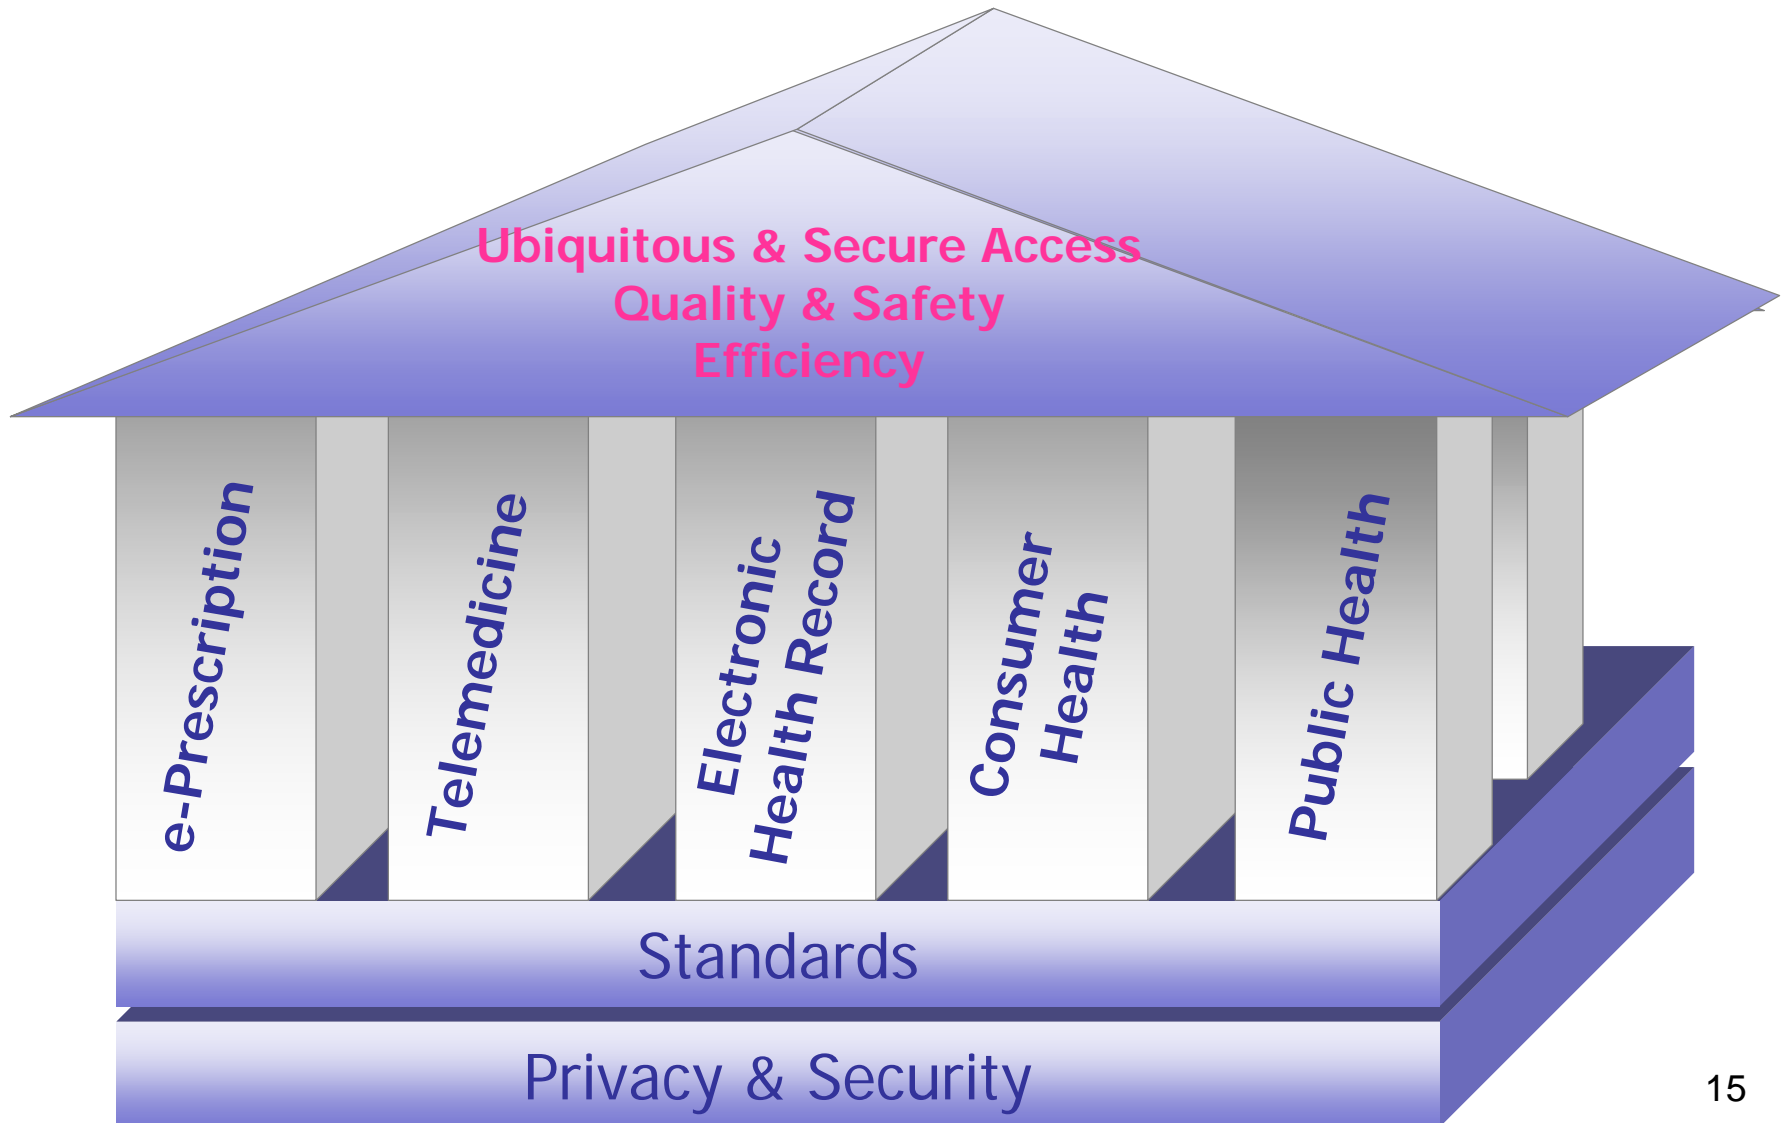 Ubiquitous & Secure Access
Quality & Safety
Efficiency
e-Prescription
Telemedicine
Electronic
Health Record
Consumer
Health
Public Health
Standards
Privacy & Security
15